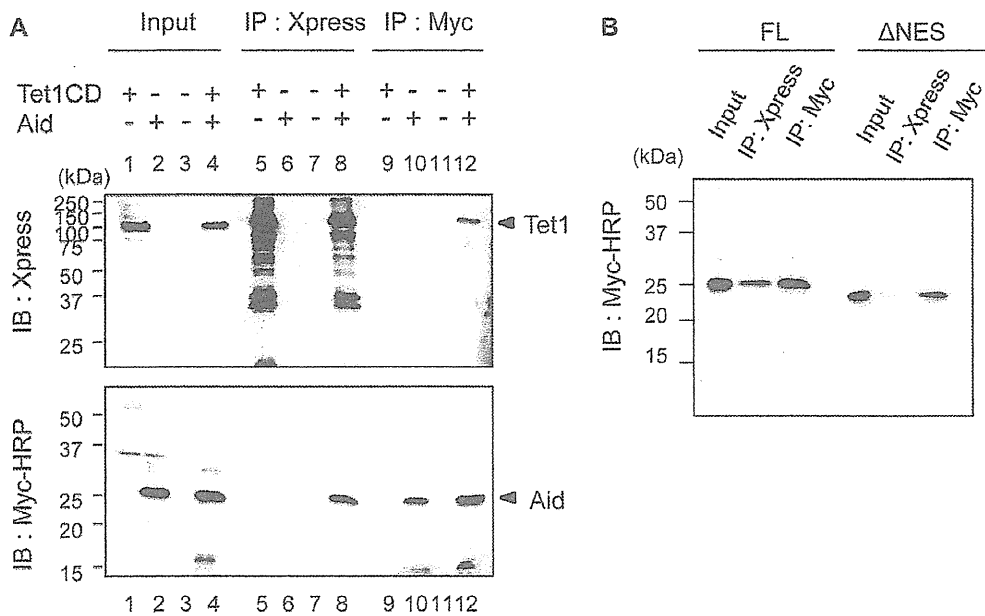 A
Input IP : Xpress IP : Myc
Tet1CD + - - + + - - + + - - +
Aid - + - + - + - + - + - +
1 2 3 4 5 6 7 8 9 10 11 12
(kDa)
250
150
100
75
50
37
25
IB : Xpress
Tet1
50
37
25
20
15
IB : Myc-HRP
Aid
1 2 3 4 5 6 7 8 9 10 11 12
B
FL ΔNES
Input IP: Xpress IP: Myc Input IP: Xpress IP: Myc
(kDa)
50
37
25
20
15
IB : Myc-HRP